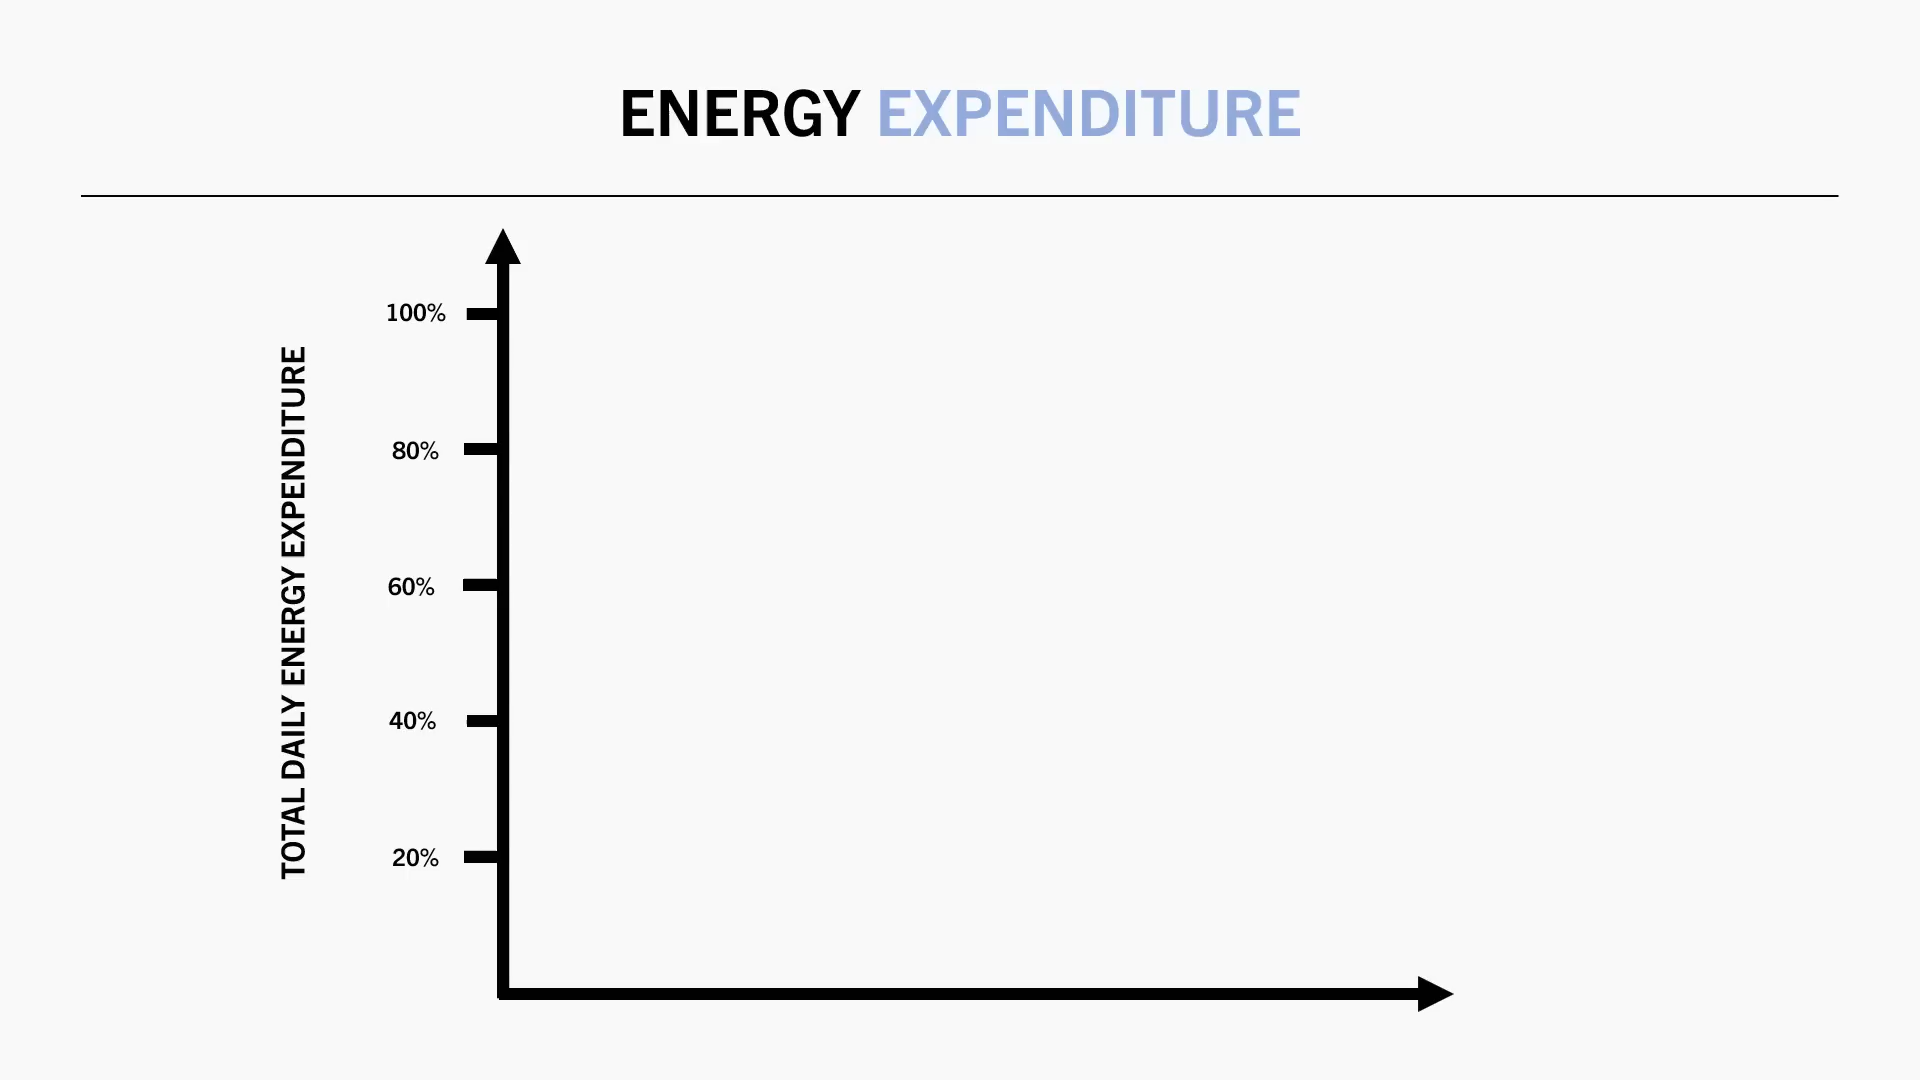 ENERGY EXPENDITURE
TOTAL DAILY ENERGY EXPENDITURE
100%
80%
60%
40%
20%